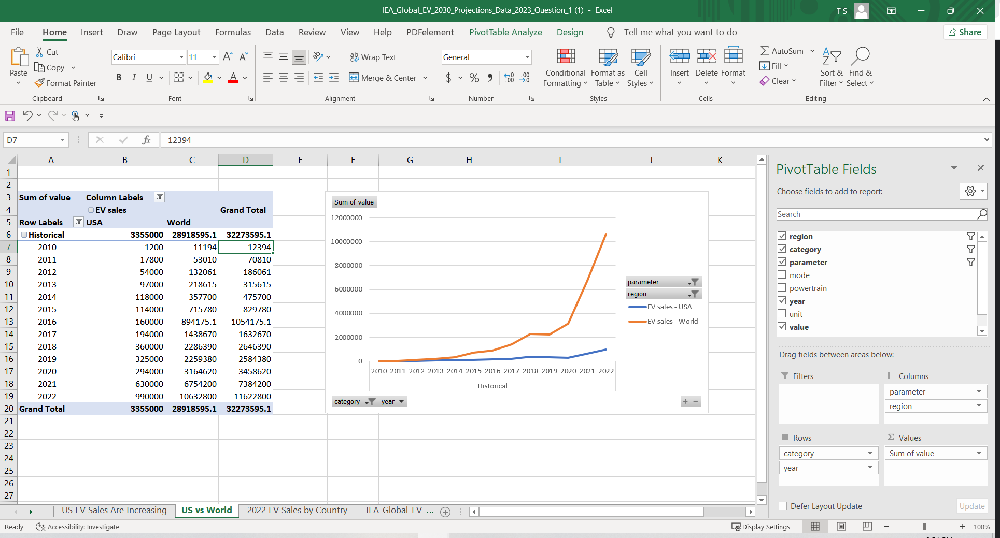 IEA_Global_EV_2030_Projections_Data_2023_Question_1 (1) - Excel
T S
File Home Insert Draw Page Layout Formulas Data Review View Help PDFelement PivotTable Analyze Design Tell me what you want to do Share
Paste
Cut
Copy
Format Painter
Clipboard
Calibri 11
B I U
Font
Wrap Text
Merge & Center
Alignment
General
$ % ,
Number
Conditional Formatting
Format as Table
Cell Styles
Styles
Insert Delete Format
Cells
AutoSum
Fill
Clear
Sort & Filter
Find & Select
Editing
D7 fx 12394
A B C D E F G H I J K
1
2
3 Sum of value Column Labels
4 EV sales Grand Total
5 Row Labels USA World
6 Historical 3355000 28918595.1 32273595.1
7 2010 1200 11194 12394
8 2011 17800 53010 70810
9 2012 54000 132061 186061
10 2013 97000 218615 315615
11 2014 118000 357700 475700
12 2015 114000 715780 829780
13 2016 160000 894175.1 1054175.1
14 2017 194000 1438670 1632670
15 2018 360000 2286390 2646390
16 2019 325000 2259380 2584380
17 2020 294000 3164620 3458620
18 2021 630000 6754200 7384200
19 2022 990000 10632800 11622800
20 Grand Total 3355000 28918595.1 32273595.1
21
22
23
24
25
26
27
Sum of value
12000000
10000000
8000000
6000000
4000000
2000000
0
2010 2011 2012 2013 2014 2015 2016 2017 2018 2019 2020 2021 2022
Historical
parameter
region
EV sales - USA
EV sales - World
category year
+ −
PivotTable Fields
Choose fields to add to report:
Search
region
category
parameter
mode
powertrain
year
unit
value
Drag fields between areas below:
Filters
Columns
parameter
region
Rows
category
year
Values
Sum of value
Defer Layout Update Update
US EV Sales Are Increasing US vs World 2022 EV Sales by Country IEA_Global_EV_ ...
Ready Accessibility: Investigate Display Settings − + 100%